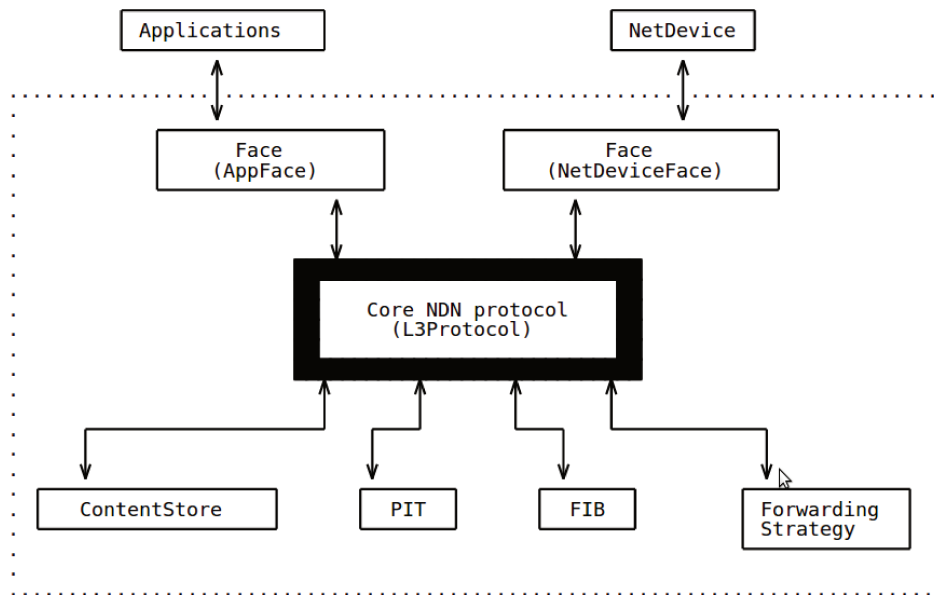 Applications
NetDevice
Face
(AppFace)
Face
(NetDeviceFace)
Core NDN protocol
(L3Protocol)
ContentStore
PIT
FIB
Forwarding
Strategy